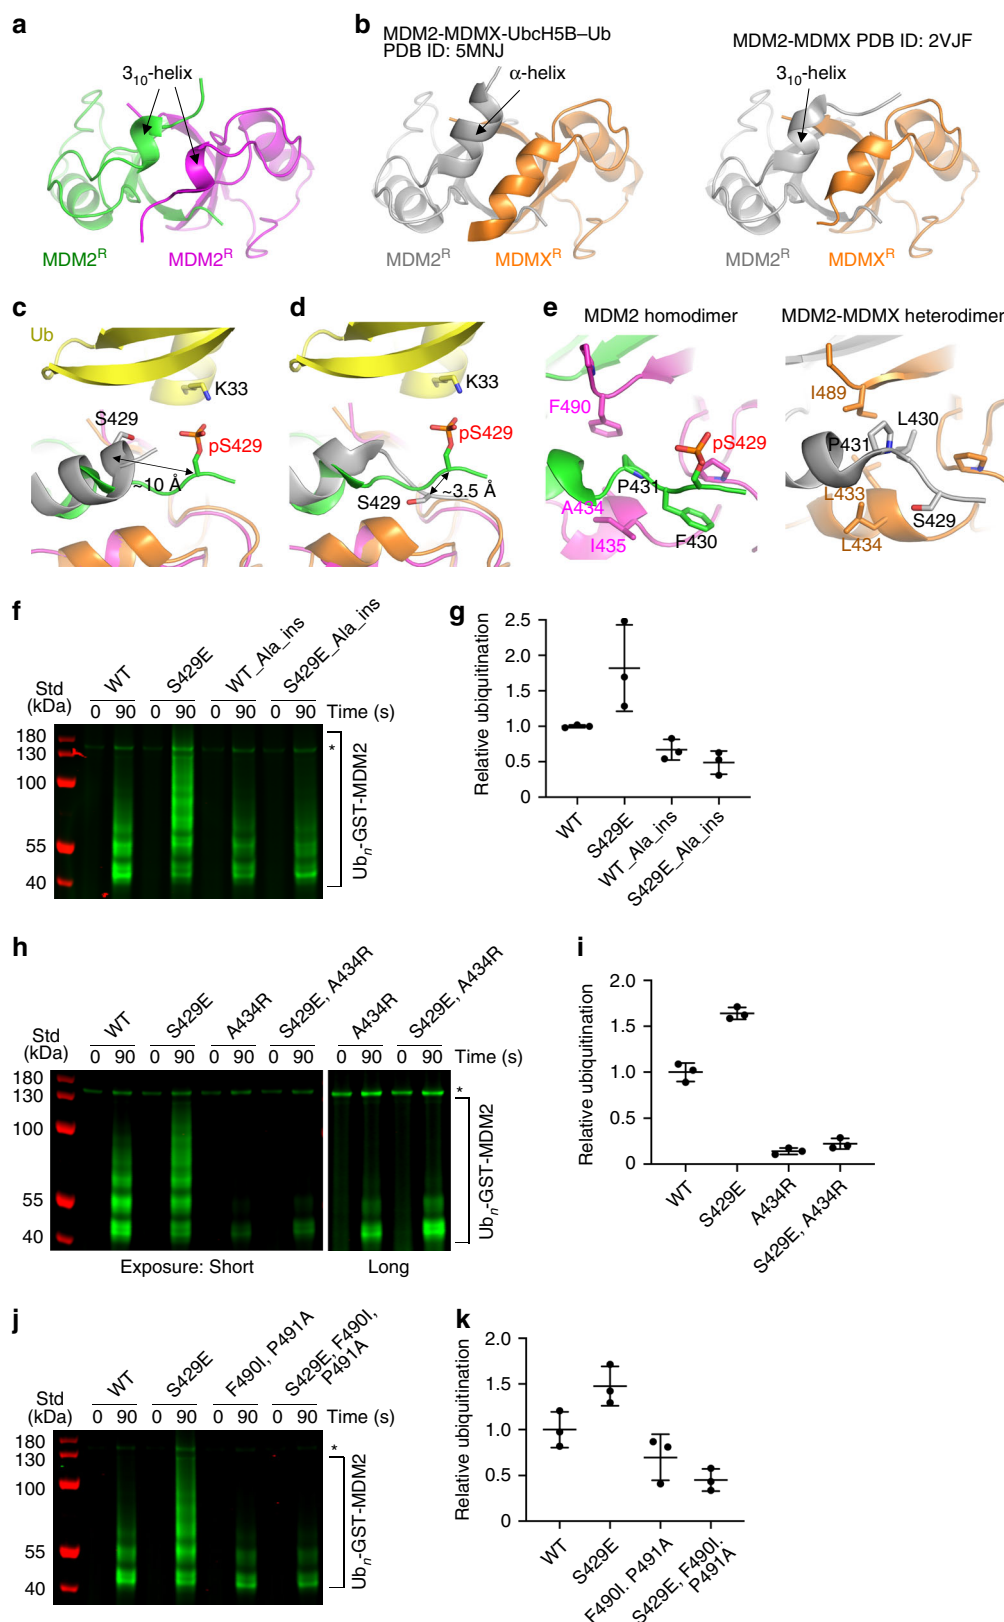 a
3₁₀-helix
MDM2ᴿ
MDM2ᴿ
b
MDM2-MDMX-UbcH5B–Ub
PDB ID: 5MNJ
α-helix
MDM2ᴿ
MDMXᴿ
MDM2-MDMX PDB ID: 2VJF
3₁₀-helix
MDM2ᴿ
MDMXᴿ
c
Ub
K33
S429
pS429
~10 Å
d
K33
pS429
S429
~3.5 Å
e
MDM2 homodimer
F490
pS429
P431
A434
I435
F430
MDM2-MDMX heterodimer
I489
L430
P431
L433
S429
L434
f
WT
S429E
WT_Ala_ins
S429E_Ala_ins
Std
(kDa)
0 90 0 90 0 90 0 90 Time (s)
180
130
100
55
40
*
Ubₙ-GST-MDM2
g
Relative ubiquitination
2.5
2.0
1.5
1.0
0.5
0
WT
S429E
WT_Ala_ins
S429E_Ala_ins
h
WT
S429E
A434R
S429E, A434R
A434R
S429E, A434R
Std
(kDa)
0 90 0 90 0 90 0 90 0 90 0 90 Time (s)
180
130
100
55
40
*
Ubₙ-GST-MDM2
Exposure: Short
Long
i
Relative ubiquitination
2.0
1.5
1.0
0.5
0
WT
S429E
A434R
S429E, A434R
j
WT
S429E
F490I, P491A
S429E, F490I,
P491A
Std
(kDa)
0 90 0 90 0 90 0 90 Time (s)
180
130
100
55
40
*
Ubₙ-GST-MDM2
k
Relative ubiquitination
2.0
1.5
1.0
0.5
0
WT
S429E
F490I. P491A
S429E, F490I.
P491A